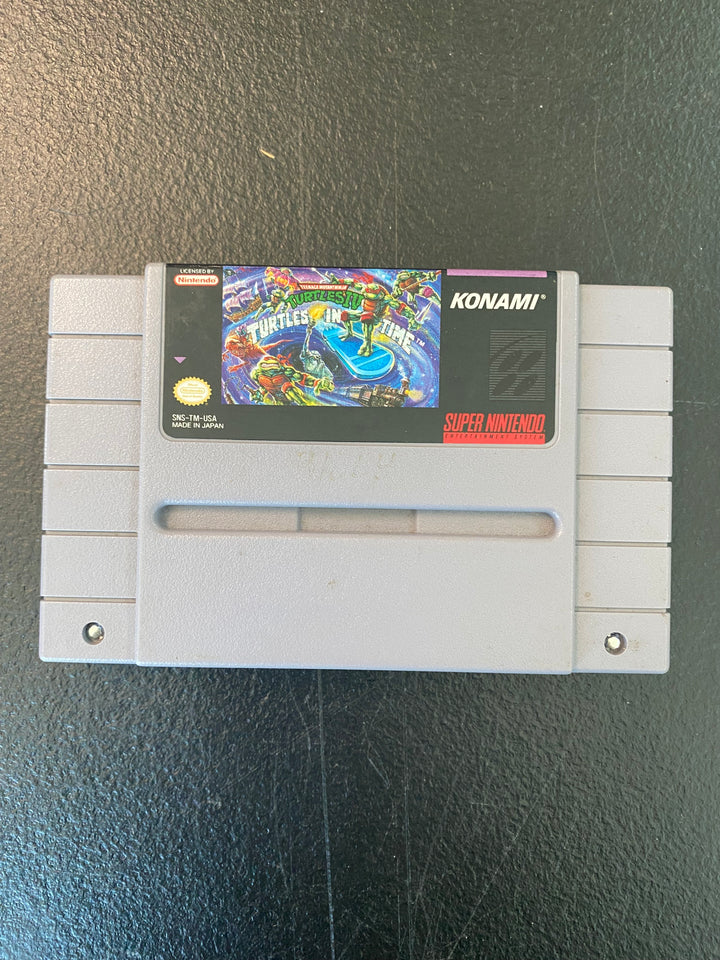 LICENSED BY
Nintendo
TEENAGE MUTANT NINJA
TURTLES IV
TURTLES IN TIME™
KONAMI®
SNS-TM-USA
MADE IN JAPAN
SUPER NINTENDO
ENTERTAINMENT SYSTEM